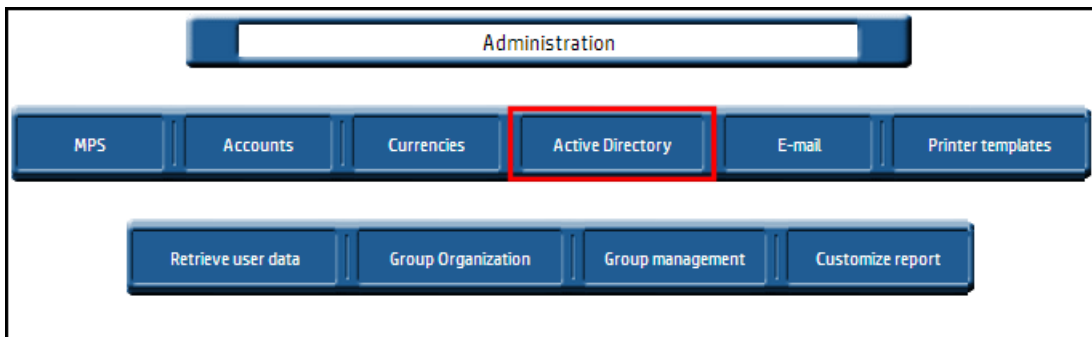 Administration
MPS Accounts Currencies Active Directory E-mail Printer templates
Retrieve user data Group Organization Group management Customize report